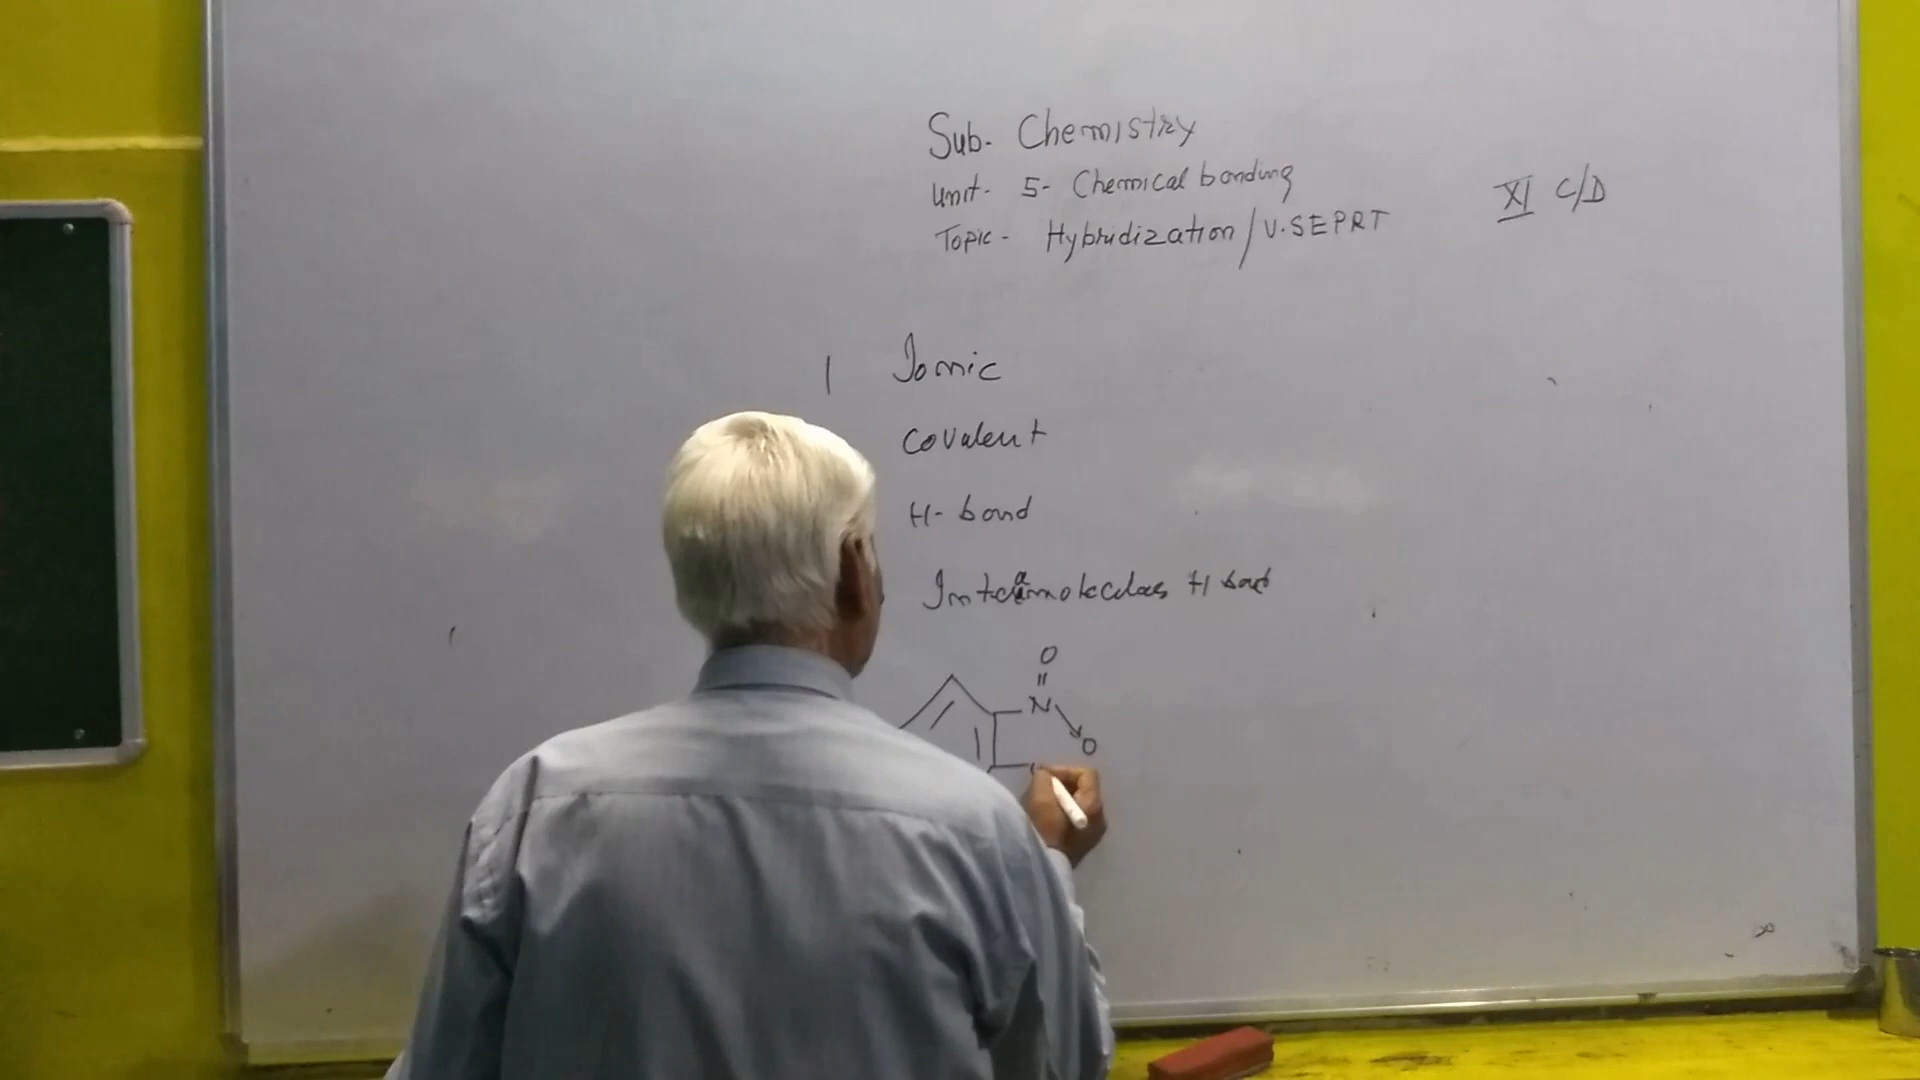 Sub. Chemistry
Unit- 5- Chemical bonding
XI C/D
Topic- Hybridization/V.SEPRT
1 Ionic
Covalent
H-bond
H bond
O
N
O